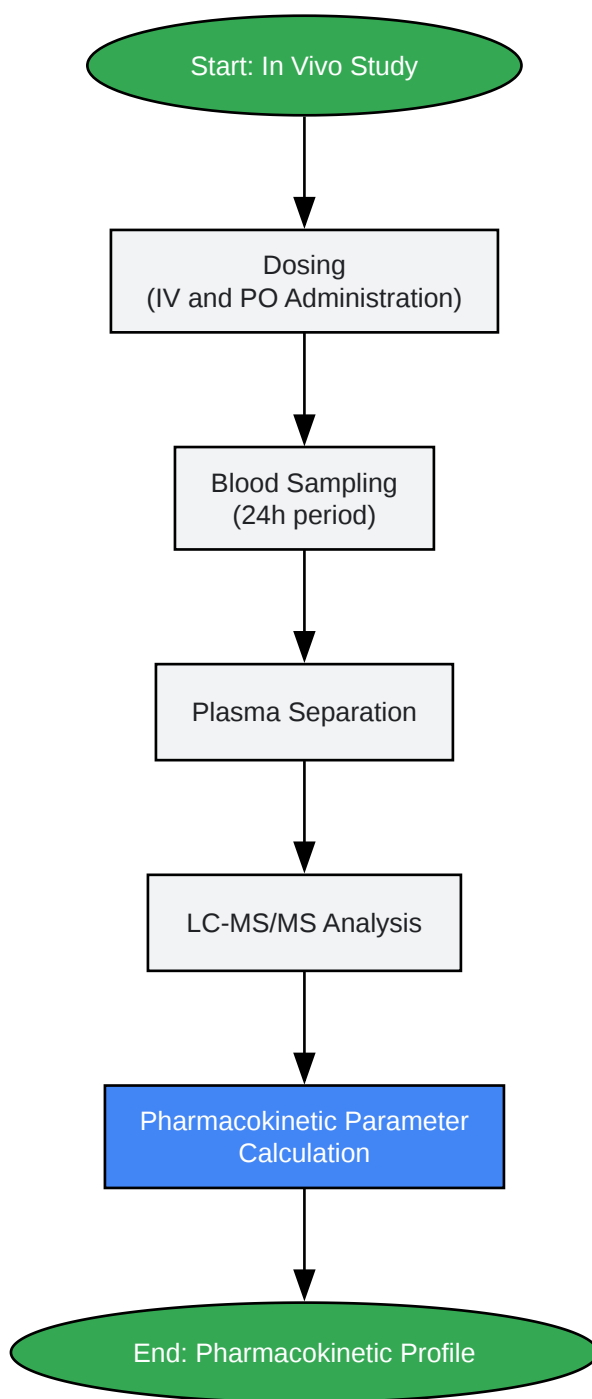 Start: In Vivo Study
Dosing
(IV and PO Administration)
Blood Sampling
(24h period)
Plasma Separation
LC-MS/MS Analysis
Pharmacokinetic Parameter
Calculation
End: Pharmacokinetic Profile